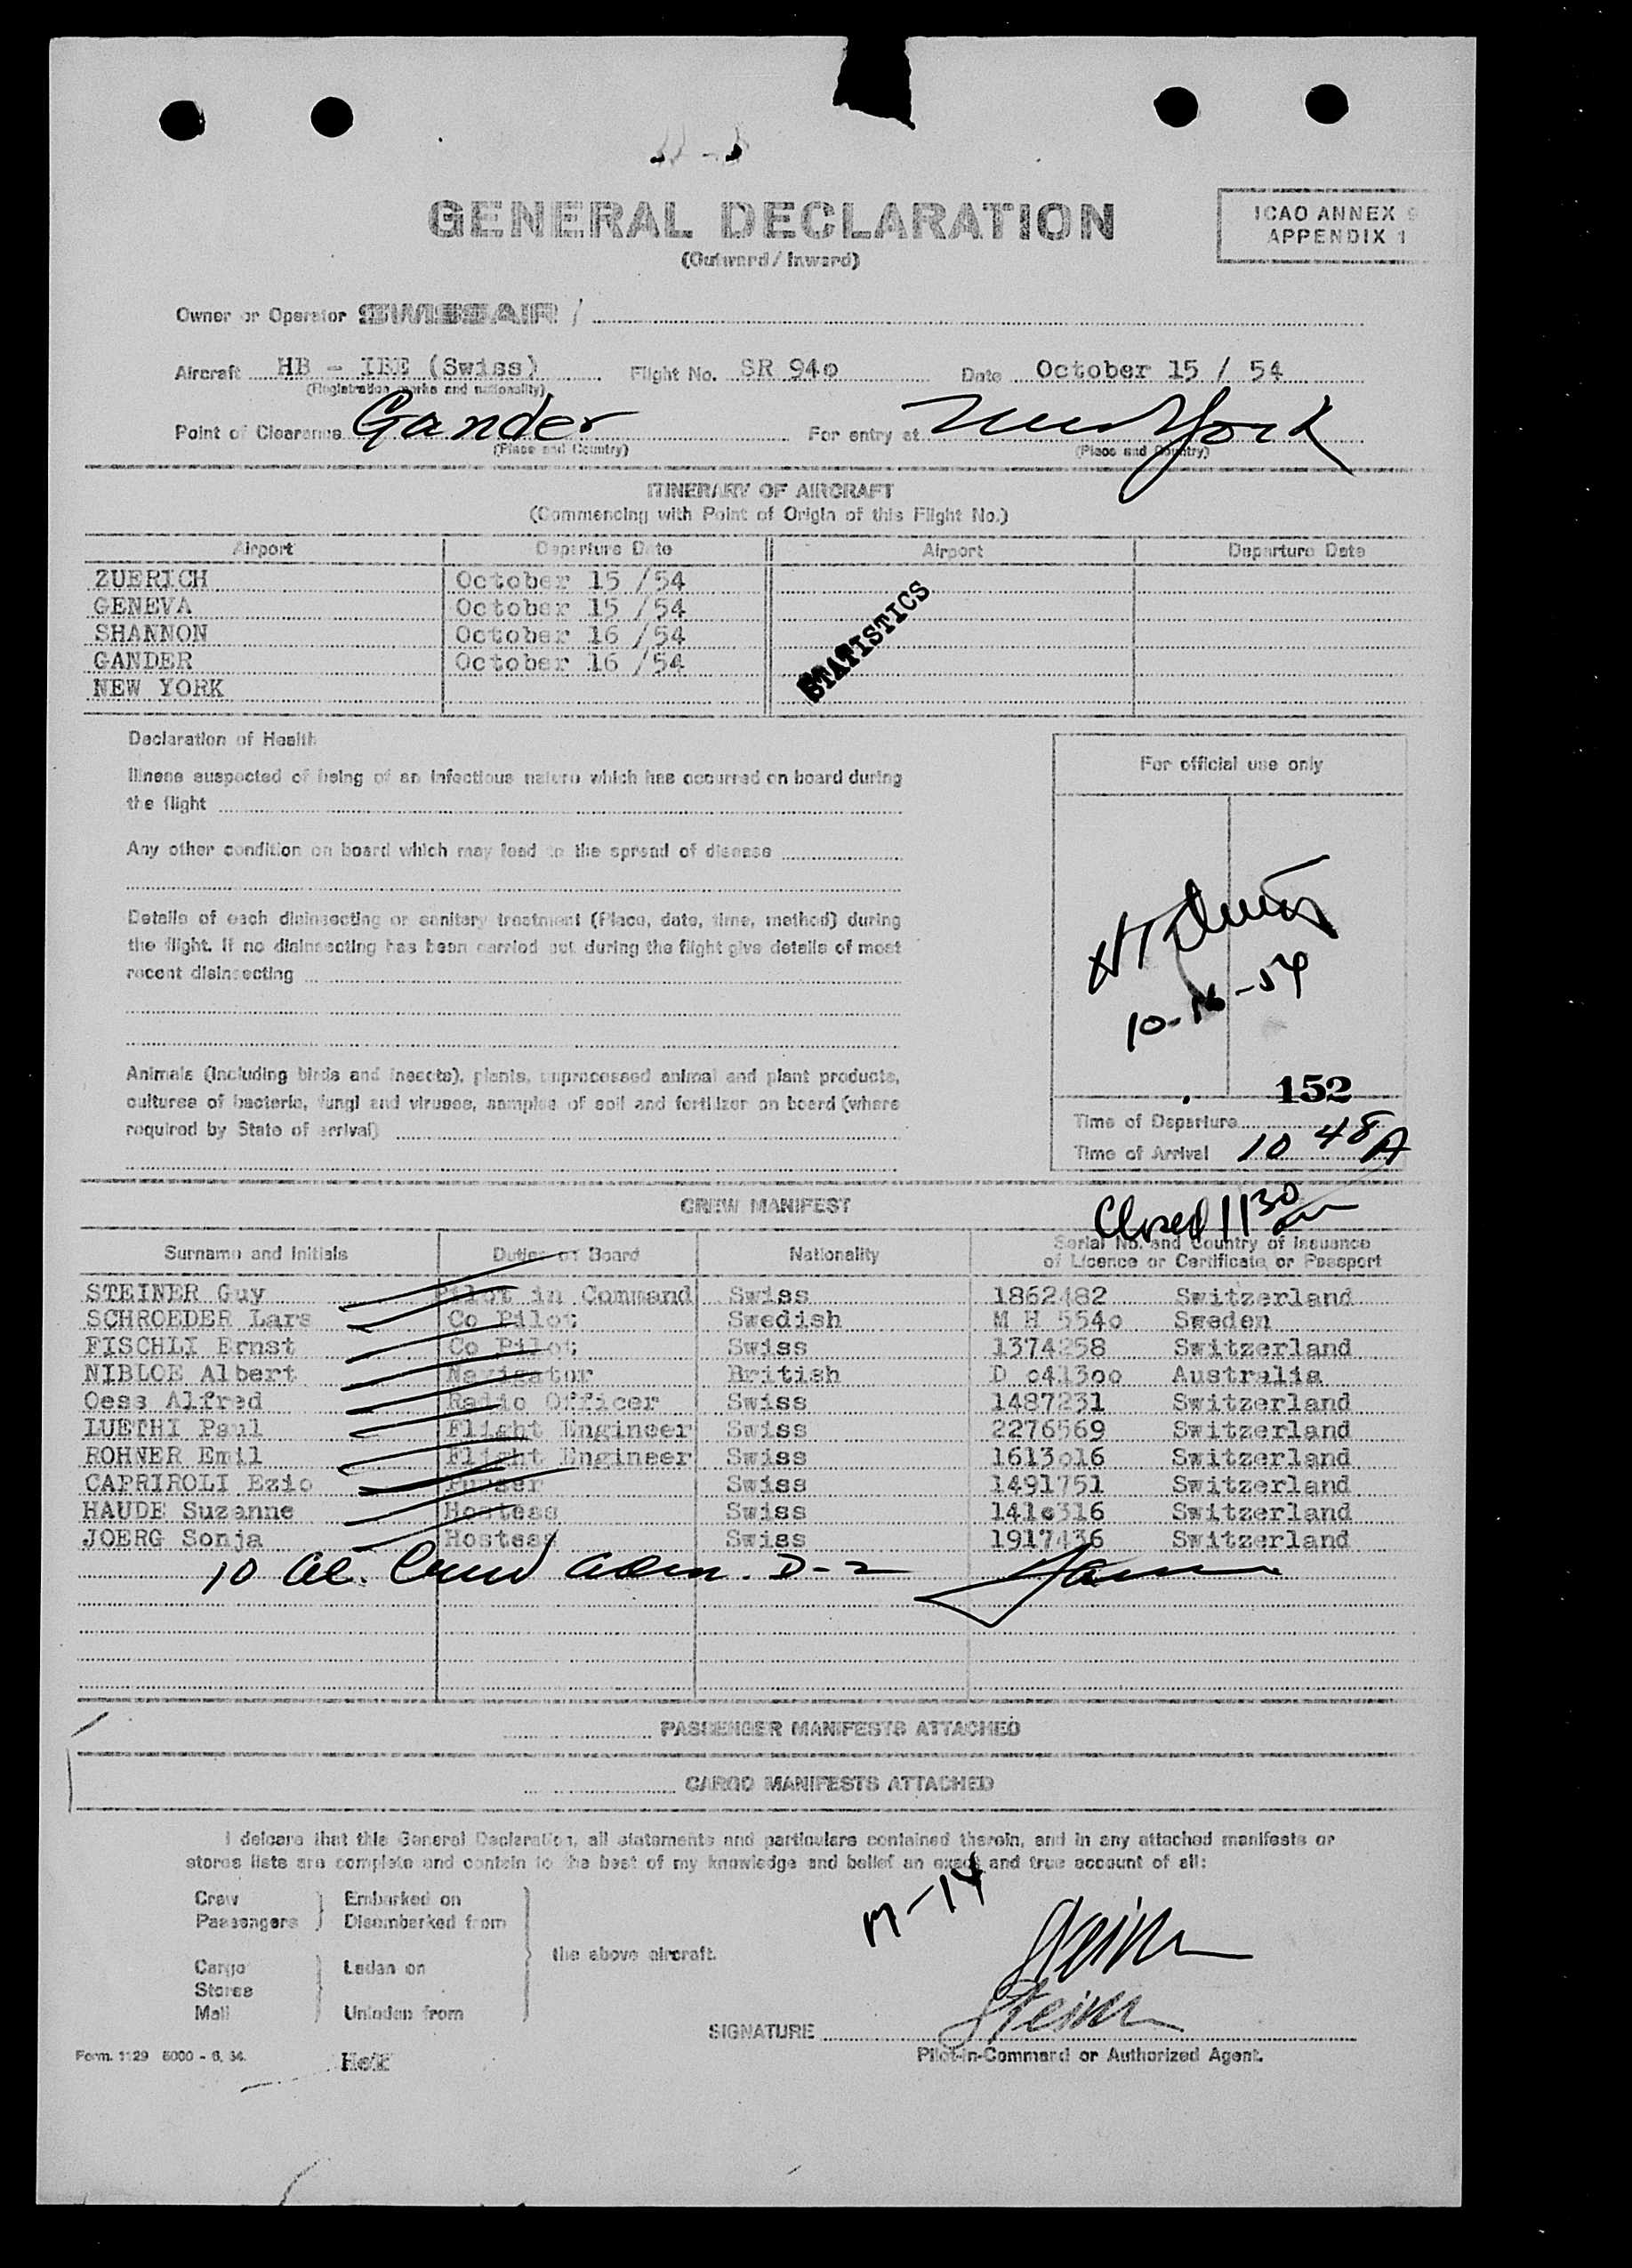 GENERAL DECLARATION
(Outward / Inward)
ICAO ANNEX 9
APPENDIX 1
Owner or Operator SWISSAIR /
Aircraft HB - IBE (Swiss) Flight No. SR 94o Date October 15 / 54
(Registration marks and nationality)
Point of Clearance Gander For entry at New York
(Place and Country) (Place and Country)
ITINERARY OF AIRCRAFT
(Commencing with Point of Origin of this Flight No.)
Airport Departure Date Airport Departure Date
ZUERICH October 15 /54
GENEVA October 15 /54
SHANNON October 16 /54
GANDER October 16 /54
NEW YORK
STATISTICS
Declaration of Health
Illness suspected of being of an infectious nature which has occurred on board during
the flight
Any other condition on board which may lead to the spread of disease
Details of each disinsecting or sanitary treatment (Place, date, time, method) during
the flight. If no disinsecting has been carried out during the flight give details of most
recent disinsecting
Animals (including birds and insects), plants, unprocessed animal and plant products,
cultures of bacteria, fungi and viruses, samples of soil and fertilizer on board (where
required by State of arrival)
For official use only
10-16-54
152
Time of Departure
Time of Arrival 10 48 A
Closed 11 30 am
CREW MANIFEST
Surname and Initials Duties on Board Nationality Serial No. and Country of Issuance
of Licence or Certificate or Passport
STEINER Guy Pilot in Command Swiss 1862482 Switzerland
SCHROEDER Lars Co Pilot Swedish M H 554o Sweden
FISCHLI Ernst Co Pilot Swiss 1374258 Switzerland
NIBLOE Albert Navigator British D o413oo Australia
Oess Alfred Radio Officer Swiss 1487231 Switzerland
LUETHI Paul Flight Engineer Swiss 2276569 Switzerland
ROHNER Emil Flight Engineer Swiss 1613o16 Switzerland
CAPRIROLI Ezio Purser Swiss 1491751 Switzerland
HAUDE Suzanne Hostess Swiss 141o316 Switzerland
JOERG Sonja Hostess Swiss 1917436 Switzerland
10 al. Crew adm. D-2
PASSENGER MANIFESTS ATTACHED
CARGO MANIFESTS ATTACHED
I delcare that this General Declaration, all statements and particulars contained therein, and in any attached manifests or
stores lists are complete and contain to the best of my knowledge and belief an exact and true account of all:
M-14
Crew Embarked on
Passengers Disembarked from
the above aircraft.
Cargo Laden on
Stores
Mail Unladen from
Steiner
Steiner
SIGNATURE
Pilot-in-Command or Authorized Agent.
Form. 1129 5000 - 6. 54.